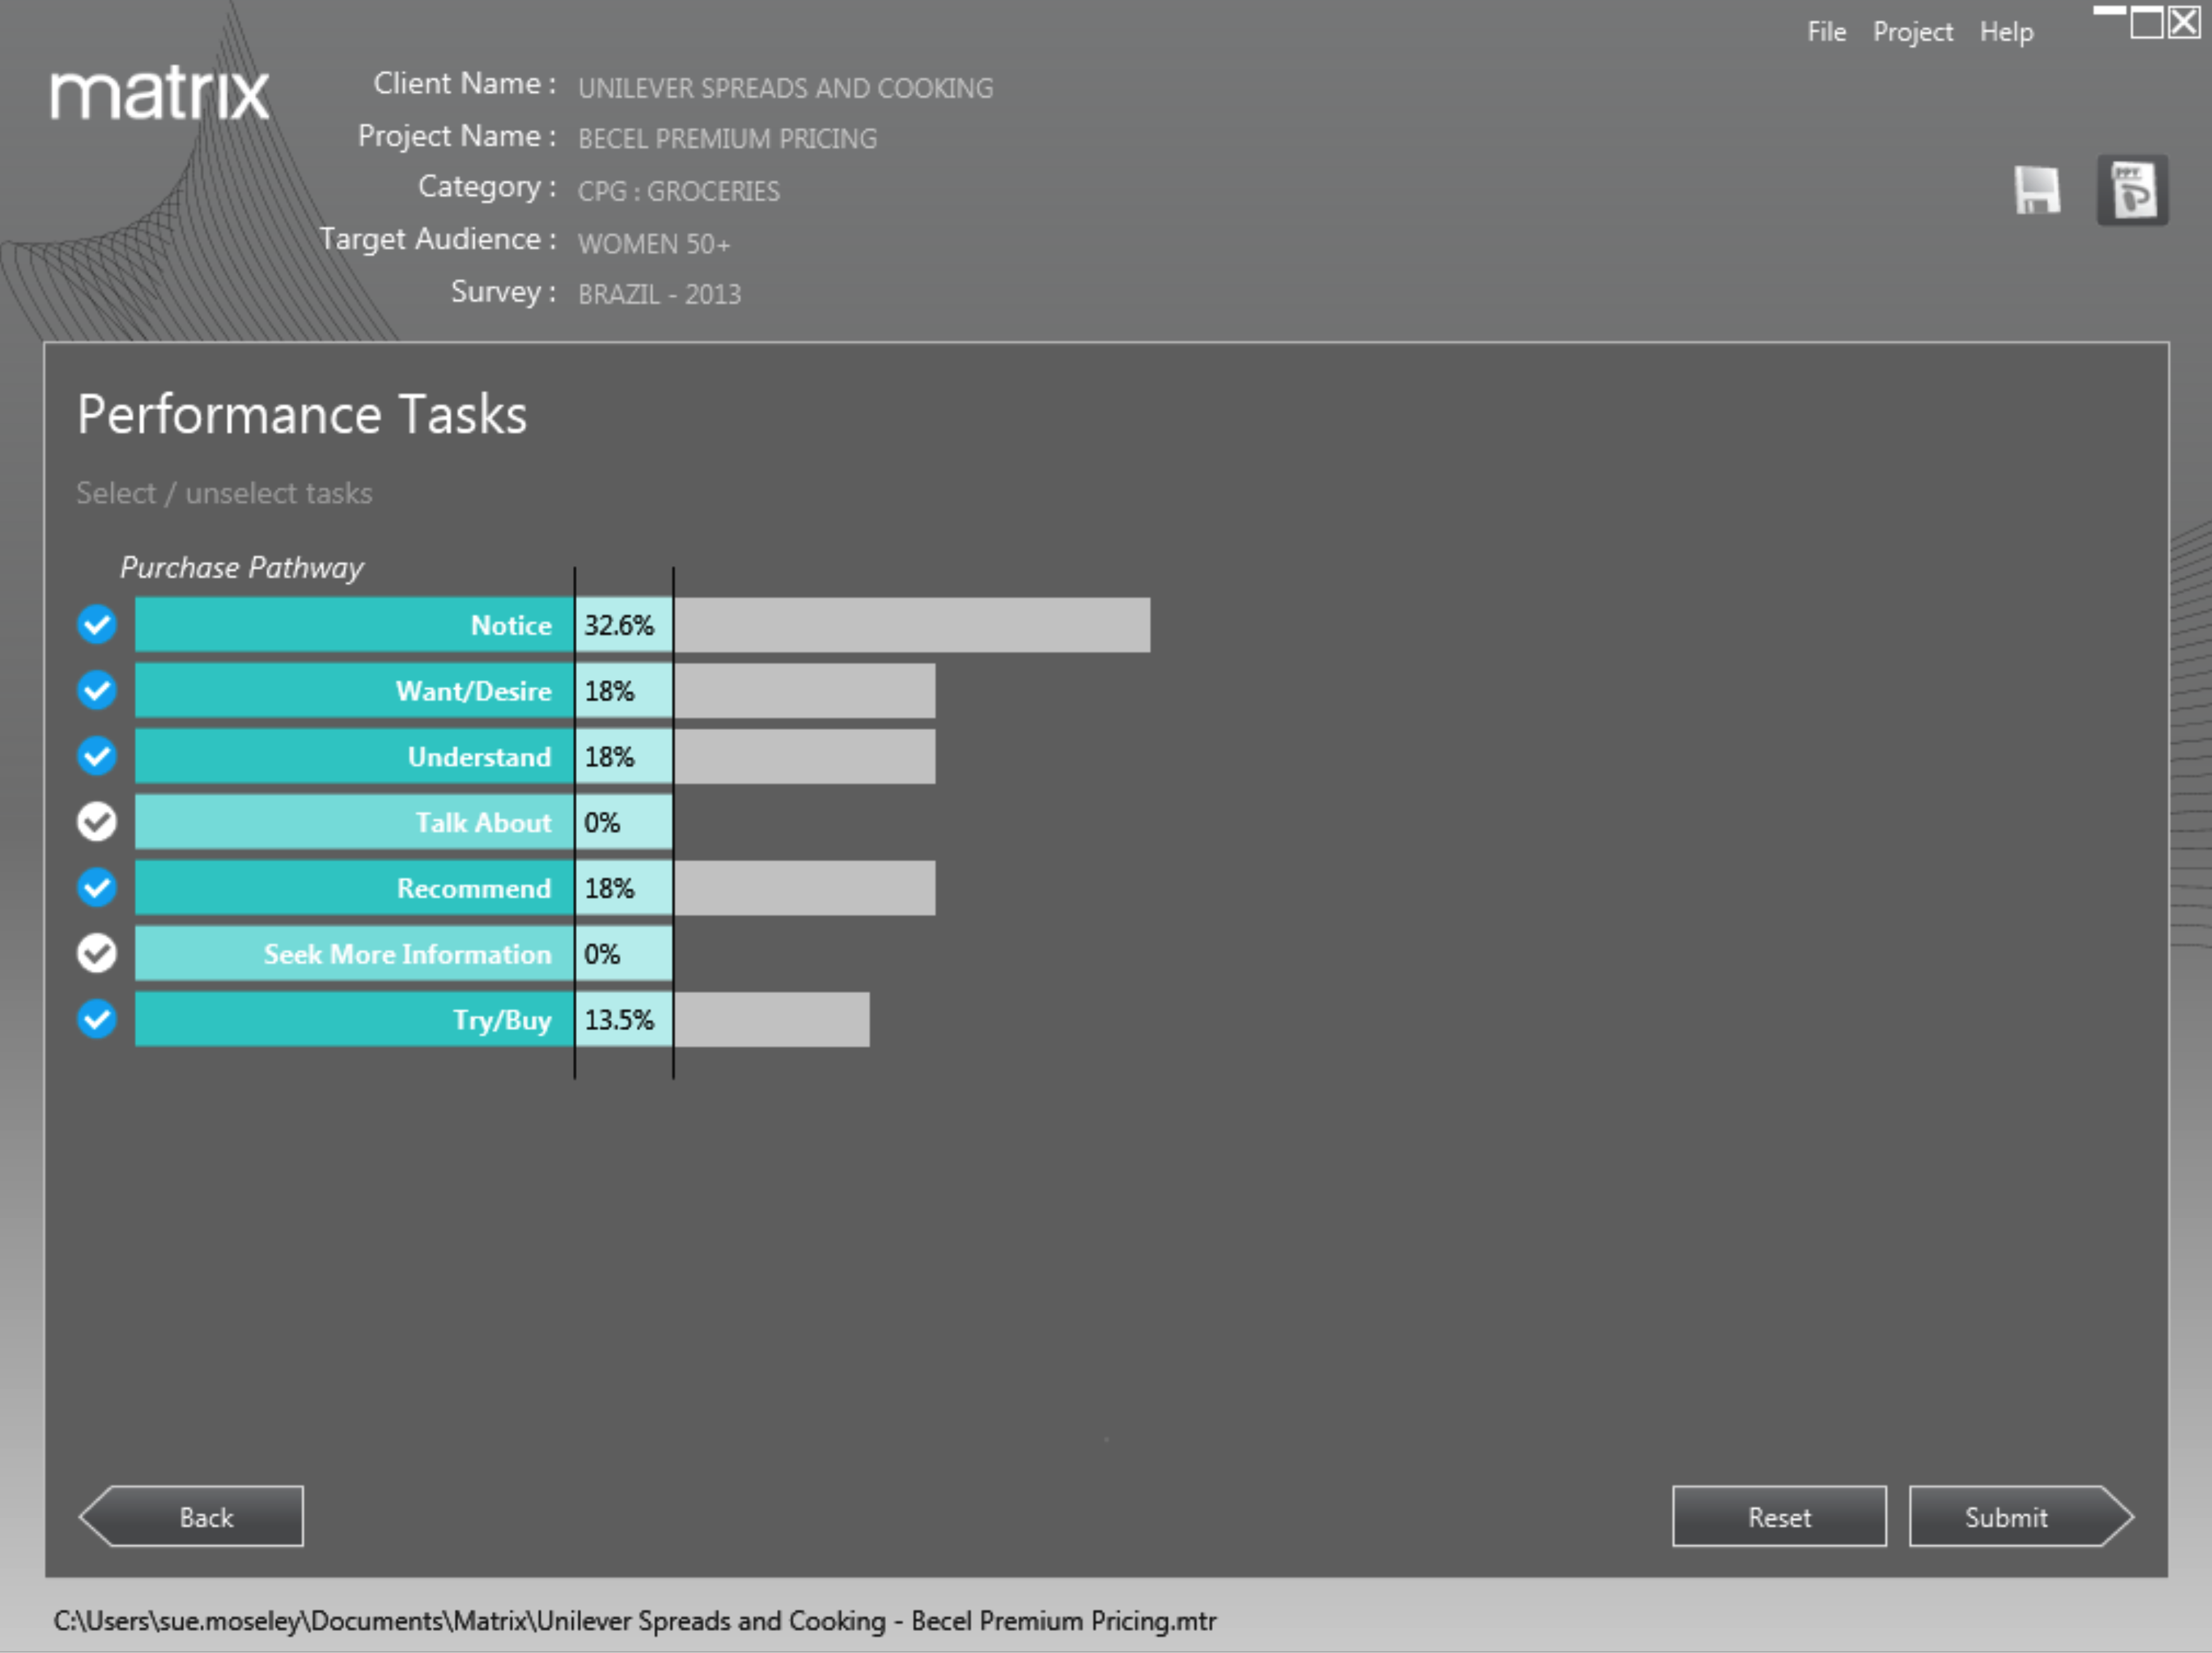 File Project Help
matrix
Client Name : UNILEVER SPREADS AND COOKING
Project Name : BECEL PREMIUM PRICING
Category : CPG : GROCERIES
Target Audience : WOMEN 50+
Survey : BRAZIL - 2013
PPT
P
Performance Tasks
Select / unselect tasks
Purchase Pathway
Notice 32.6%
Want/Desire 18%
Understand 18%
Talk About 0%
Recommend 18%
Seek More Information 0%
Try/Buy 13.5%
Back Reset Submit
C:\Users\sue.moseley\Documents\Matrix\Unilever Spreads and Cooking - Becel Premium Pricing.mtr